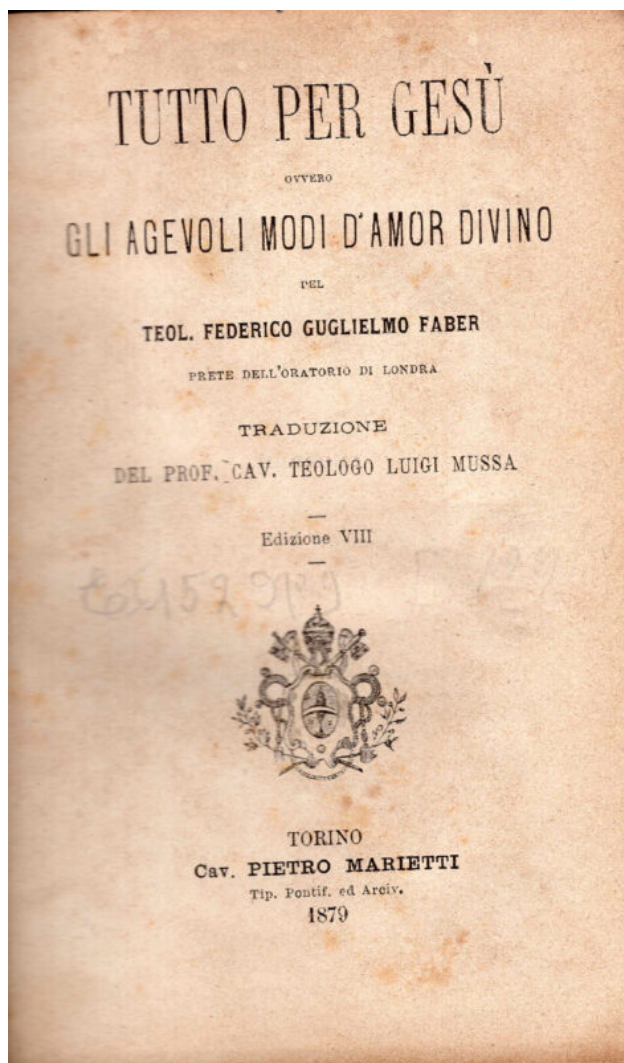 TUTTO PER GESÙ
OVVERO
GLI AGEVOLI MODI D'AMOR DIVINO
DEL
TEOL. FEDERICO GUGLIELMO FABER
PRETE DELL'ORATORIO DI LONDRA
TRADUZIONE
DEL PROF. CAV. TEOLOGO LUIGI MUSSA
Edizione VIII
TORINO
Cav. PIETRO MARIETTI
Tip. Pontif. ed Arciv.
1879